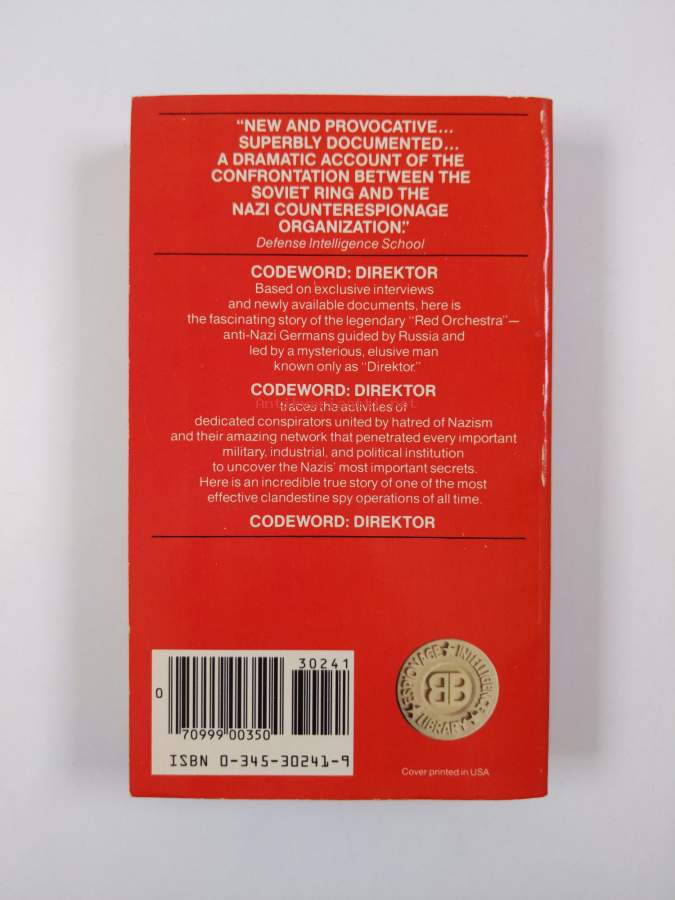 “NEW AND PROVOCATIVE...
SUPERBLY DOCUMENTED...
A DRAMATIC ACCOUNT OF THE
CONFRONTATION BETWEEN THE
SOVIET RING AND THE
NAZI COUNTERESPIONAGE
ORGANIZATION.”
Defense Intelligence School
CODEWORD: DIREKTOR
Based on exclusive interviews
and newly available documents, here is
the fascinating story of the legendary “Red Orchestra”—
anti-Nazi Germans guided by Russia and
led by a mysterious, elusive man
known only as “Direktor.”
CODEWORD: DIREKTOR
traces the activities of
dedicated conspirators united by hatred of Nazism
and their amazing network that penetrated every important
military, industrial, and political institution
to uncover the Nazis’ most important secrets.
Here is an incredible true story of one of the most
effective clandestine spy operations of all time.
CODEWORD: DIREKTOR
30241
0
70999 00350
ISBN 0-345-30241-9
ESPIONAGE • INTELLIGENCE
LIBRARY
BB
Cover printed in USA